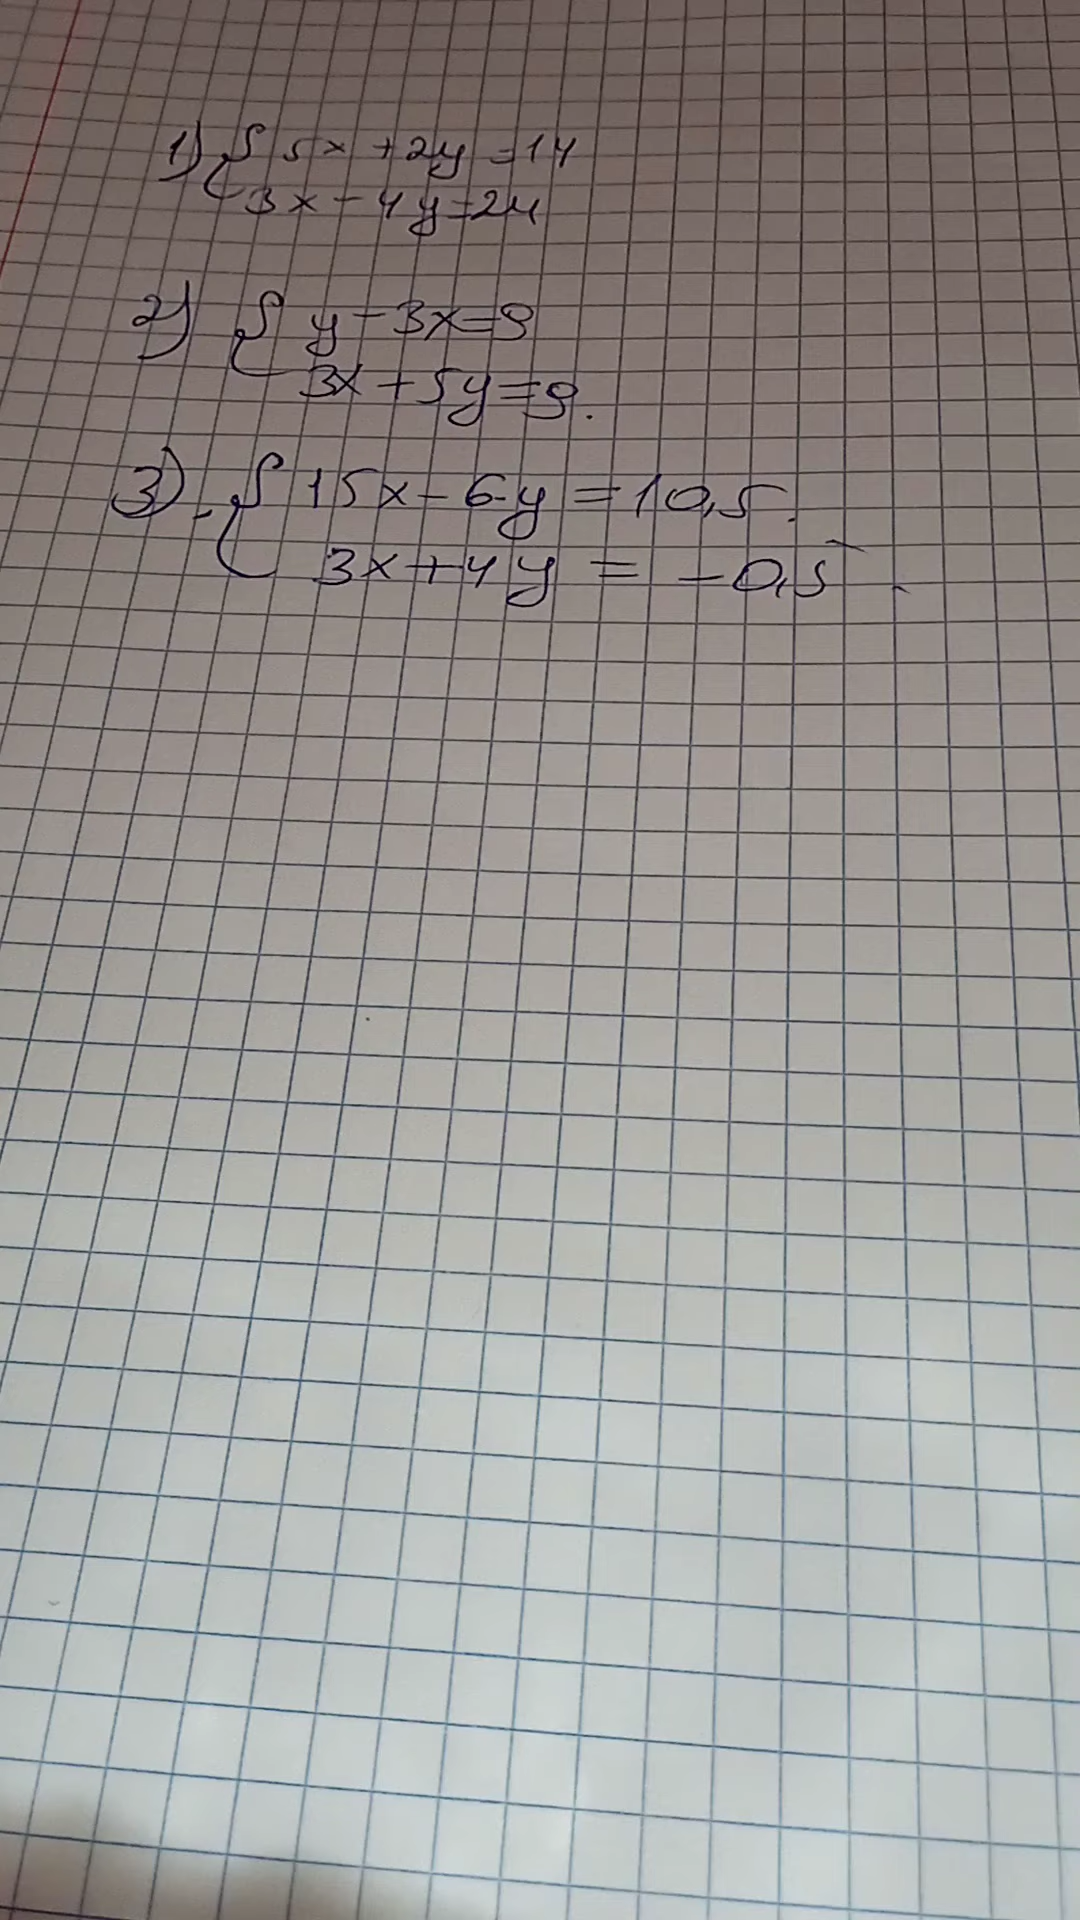 1) { 5x + 2y = 14
3x - 4y = 24
2) { y - 3x = 9
3x + 5y = 9.
3). { 15x - 6y = 10,5.
3x + 4y = -0,5.